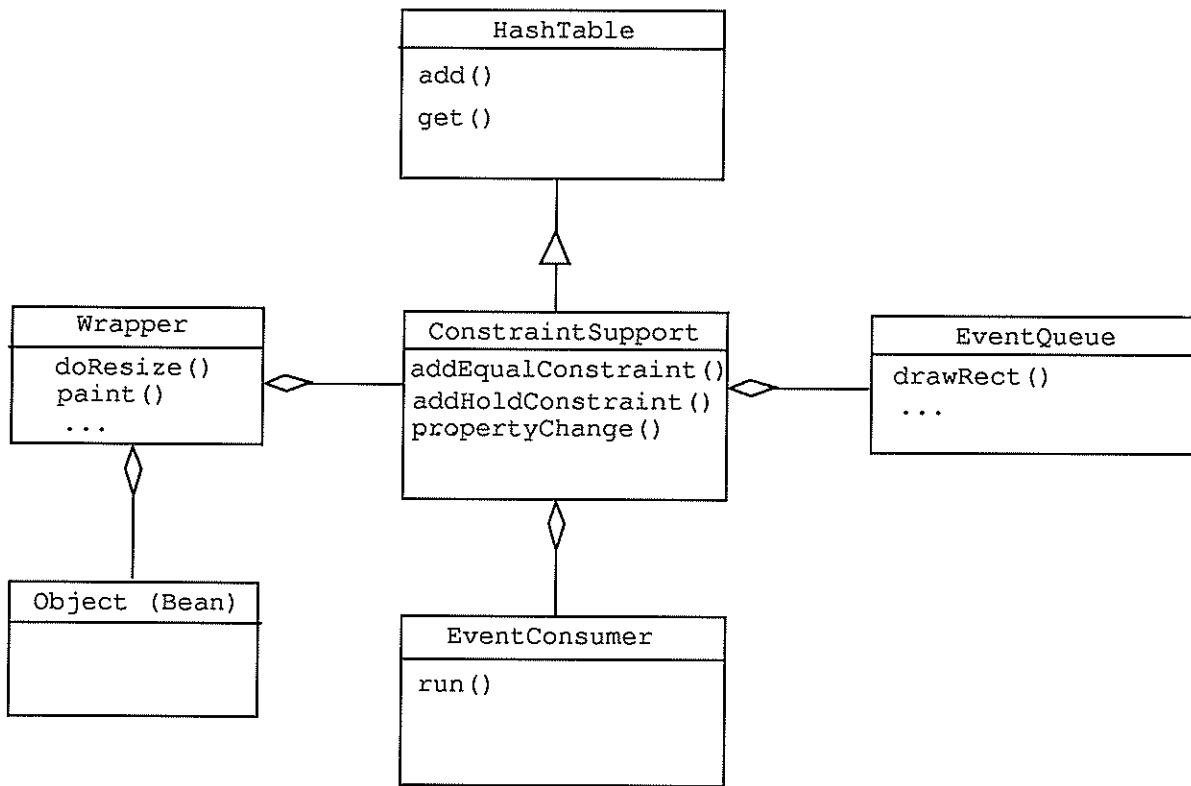 HashTable
add()
get()
Wrapper
doResize()
paint()
...
ConstraintSupport
addEqualConstraint()
addHoldConstraint()
propertyChange()
EventQueue
drawRect()
...
Object (Bean)
EventConsumer
run()